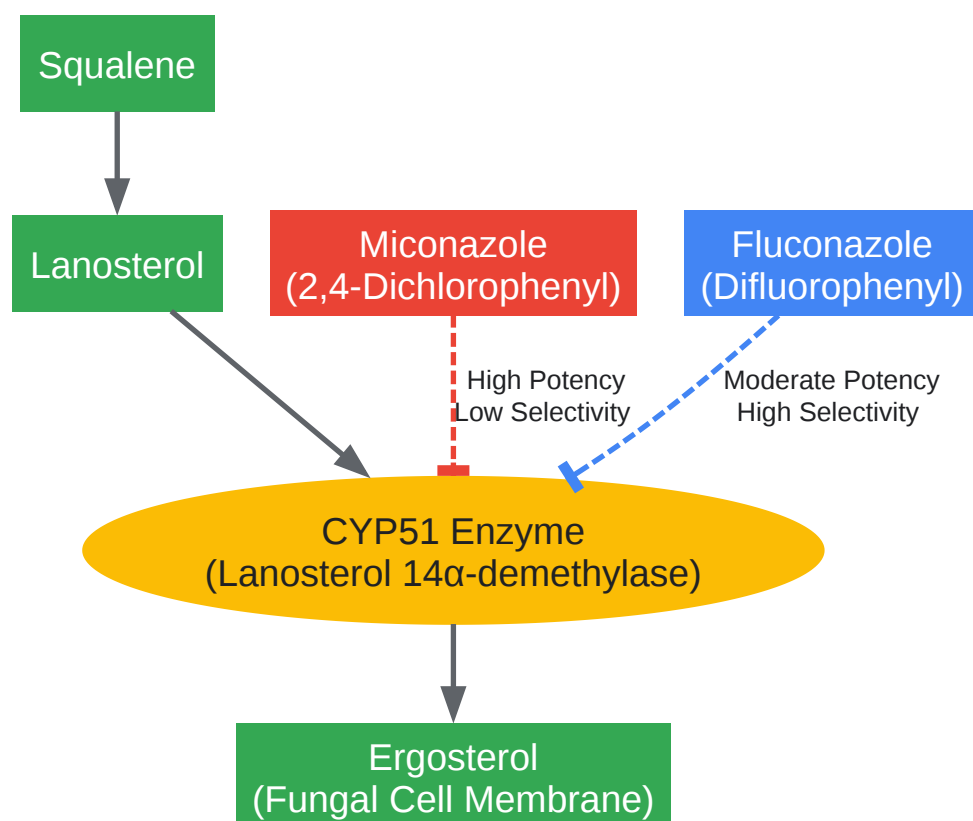 Squalene
Lanosterol
Miconazole
(2,4-Dichlorophenyl)
Fluconazole
(Difluorophenyl)
High Potency
Low Selectivity
Moderate Potency
High Selectivity
CYP51 Enzyme
(Lanosterol 14α-demethylase)
Ergosterol
(Fungal Cell Membrane)